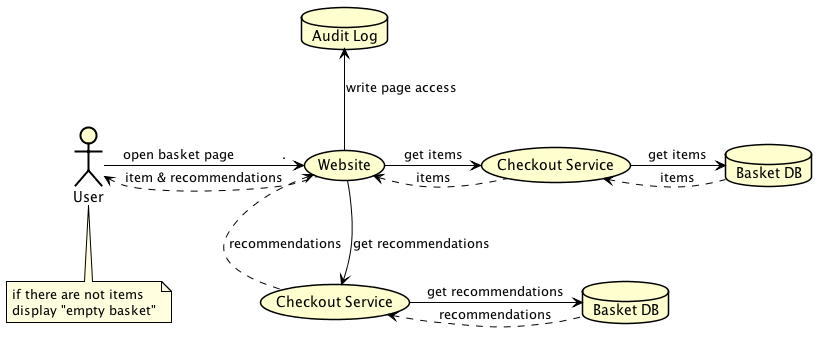 Audit Log
write page access
open basket page .
Website
get items
Checkout Service
get items
Basket DB
item & recommendations
items
items
User
recommendations
get recommendations
if there are not items
display "empty basket"
Checkout Service
get recommendations
Basket DB
recommendations